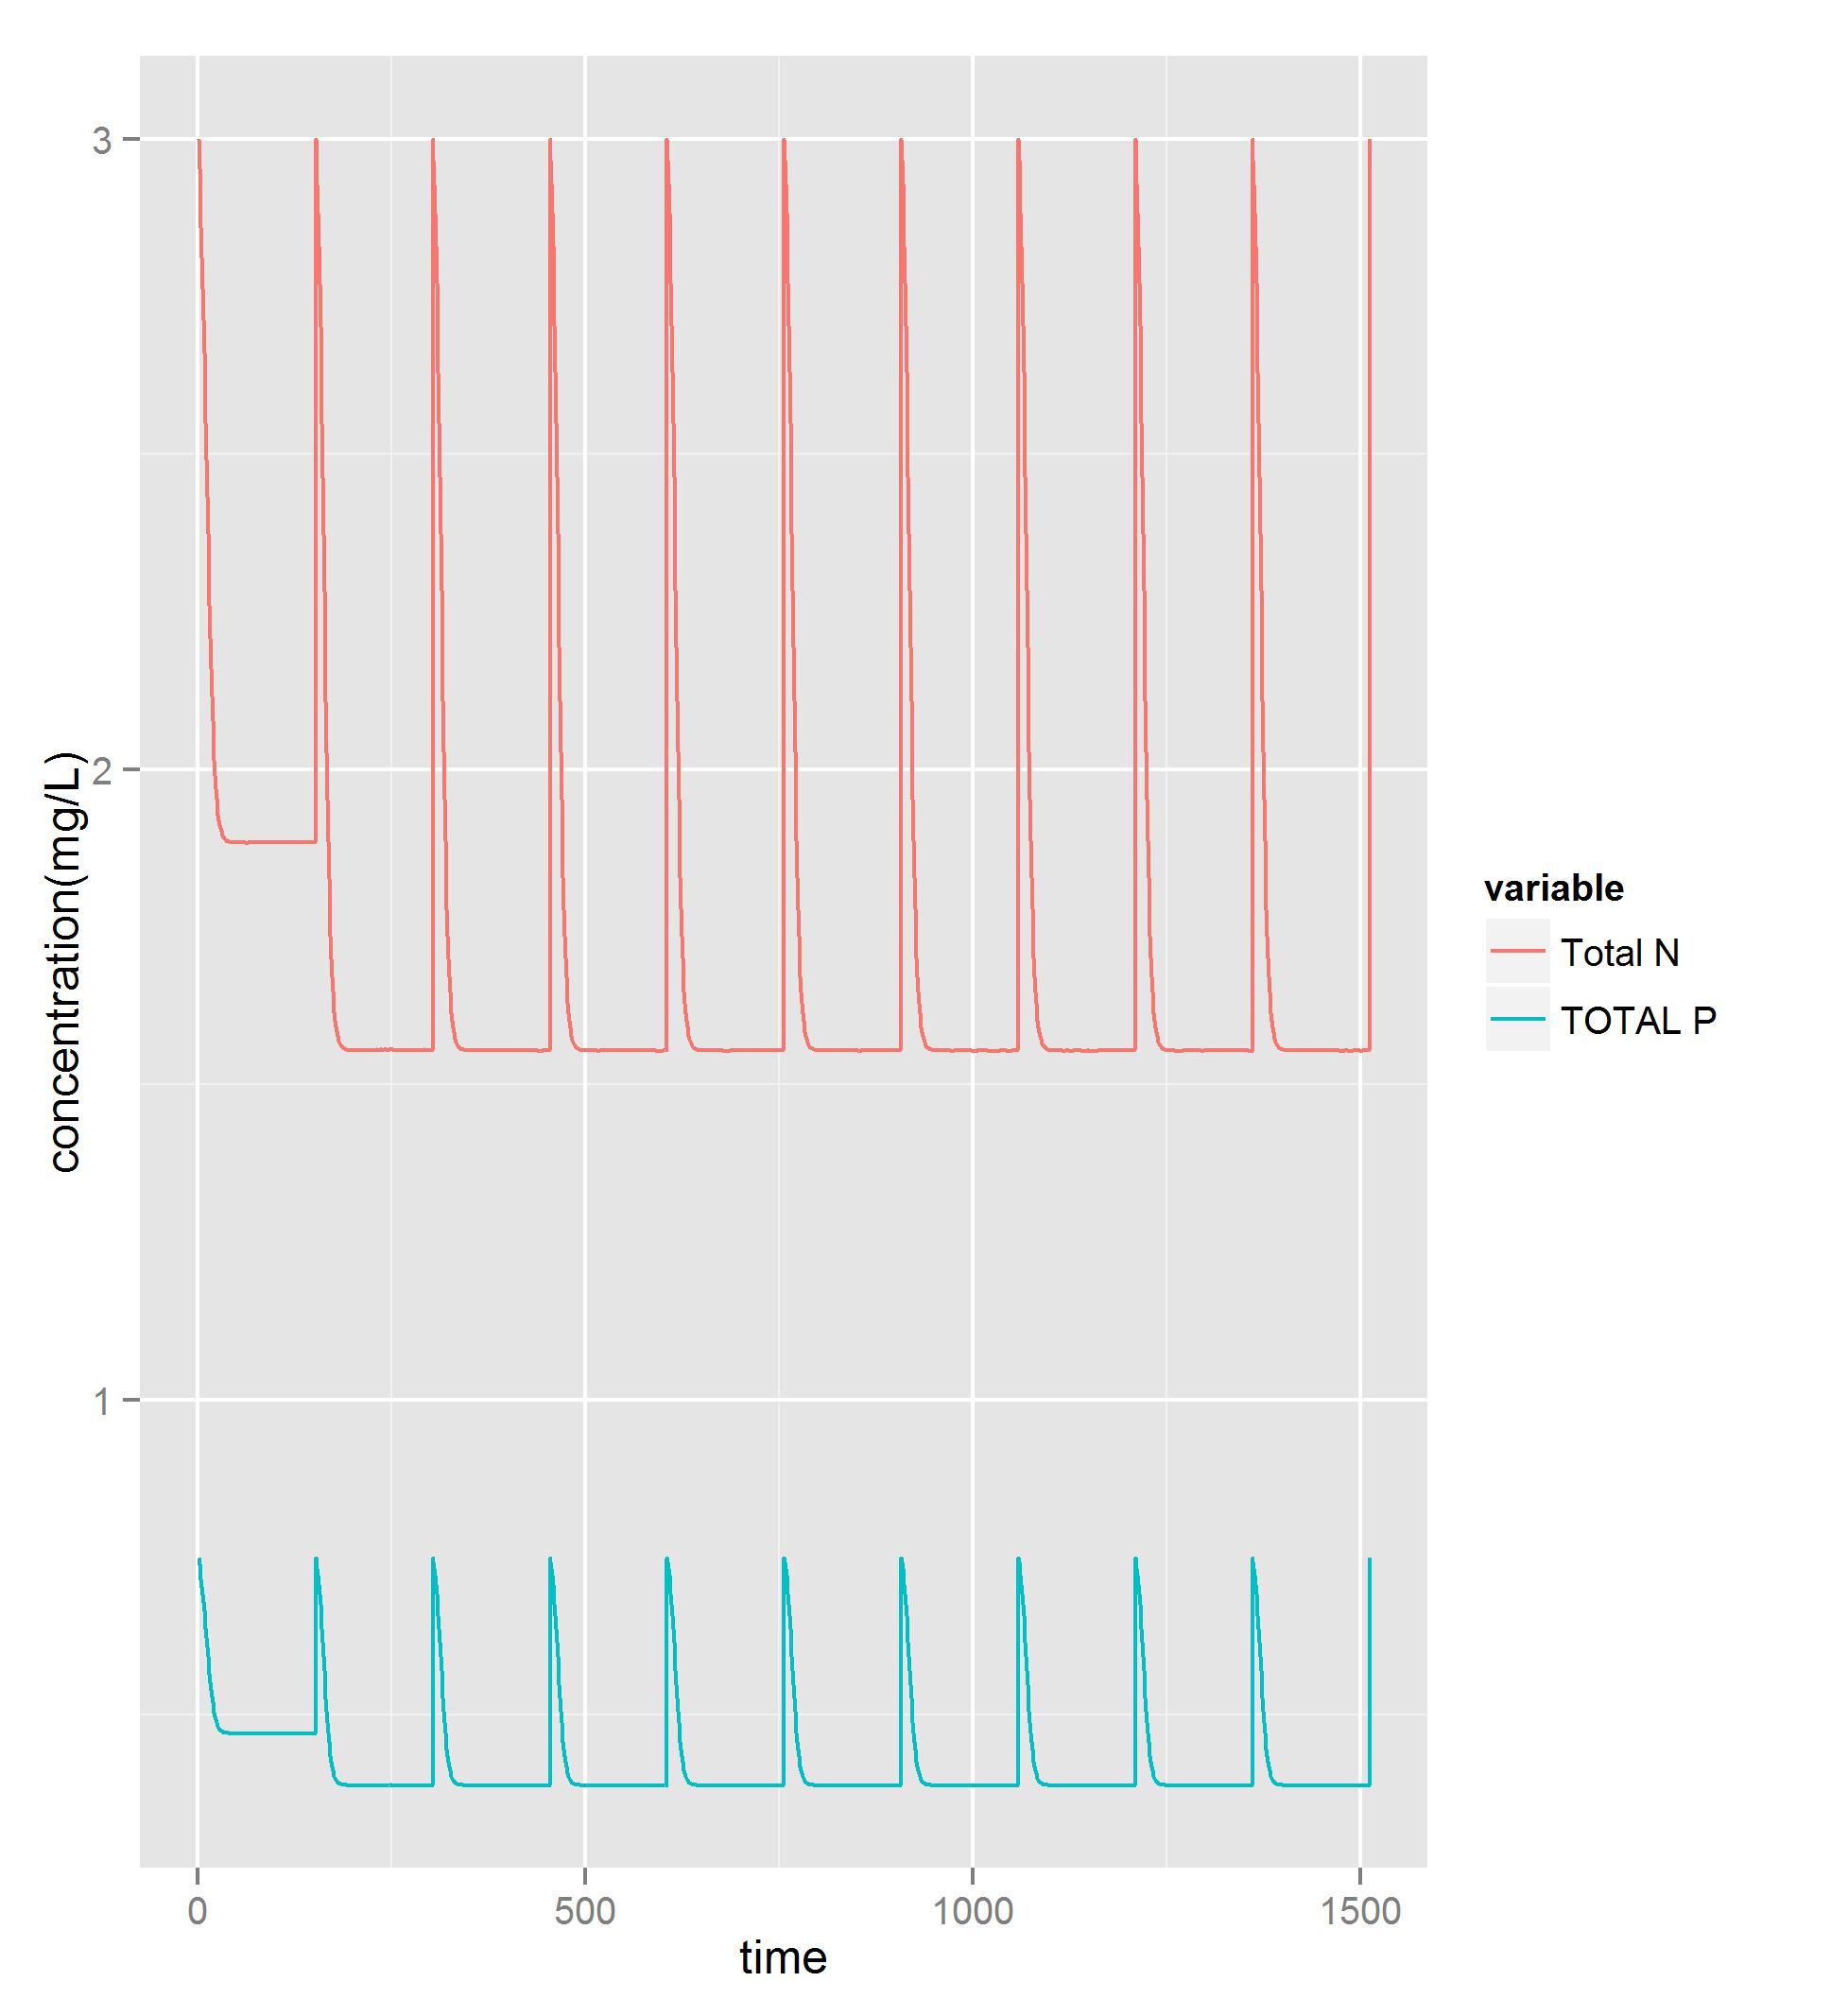 concentration(mg/L)
3
2
1
0
500
1000
1500
time
variable
Total N
TOTAL P